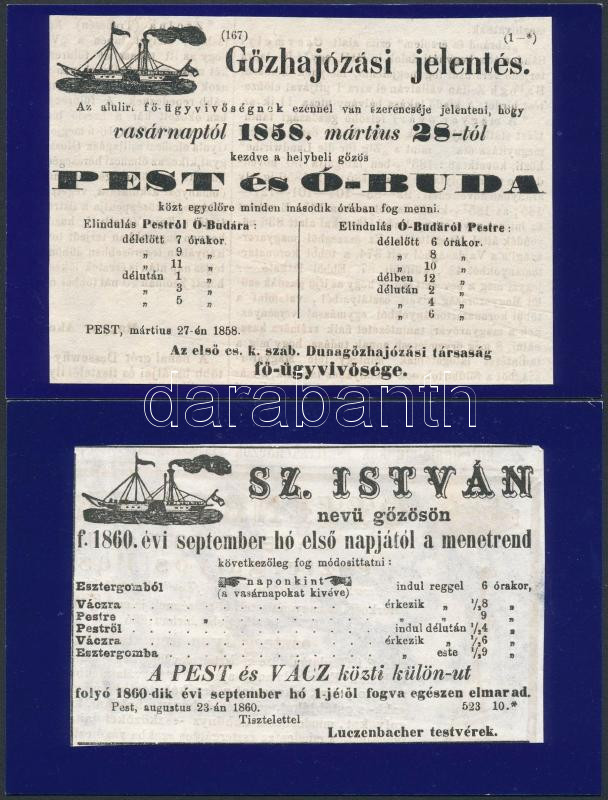 (167) (1—*)
Gőzhajózási jelentés.
Az alulirt fő-ügyvivőségnek ezennel van szerencséje jelenteni, hogy
vasárnaptól 1858. március 28-tól
kezdve a helybeli gőzös
PEST és Ó-BUDA
közt egyelőre minden második órában fog menni.
Elindulás Pestről Ó-Budára:
délelőtt 7 órakor.
„ 9 „
„ 11 „
délután 1 „
„ 3 „
„ 5 „
Elindulás Ó-Budáról Pestre:
délelőtt 6 órakor.
„ 8 „
„ 10 „
délben 12 „
délután 2 „
„ 4 „
„ 6 „
PEST, március 27-én 1858.
Az első cs. k. szab. Dunagőzhajózási társaság
fő-ügyvivősége.
darabanth
SZ. ISTVÁN
nevü gőzösön
f. 1860. évi september hó első napjától a menetrend
következőleg fog módosittatni:
naponkint
(a vasárnapokat kivéve)
Esztergomból indul reggel 6 órakor,
Váczra érkezik „ ½8 „
Pestre „ „ 9 „
Pestről indul délután ½4 „
Váczra érkezik „ ½6 „
Esztergomba „ este ½9 „
A PEST és VÁCZ közti külön-ut
folyó 1860-dik évi september hó 1-jétől fogva egészen elmarad.
Pest, augustus 23-án 1860. 523 10.*
Tisztelettel
Luczenbacher testvérek.